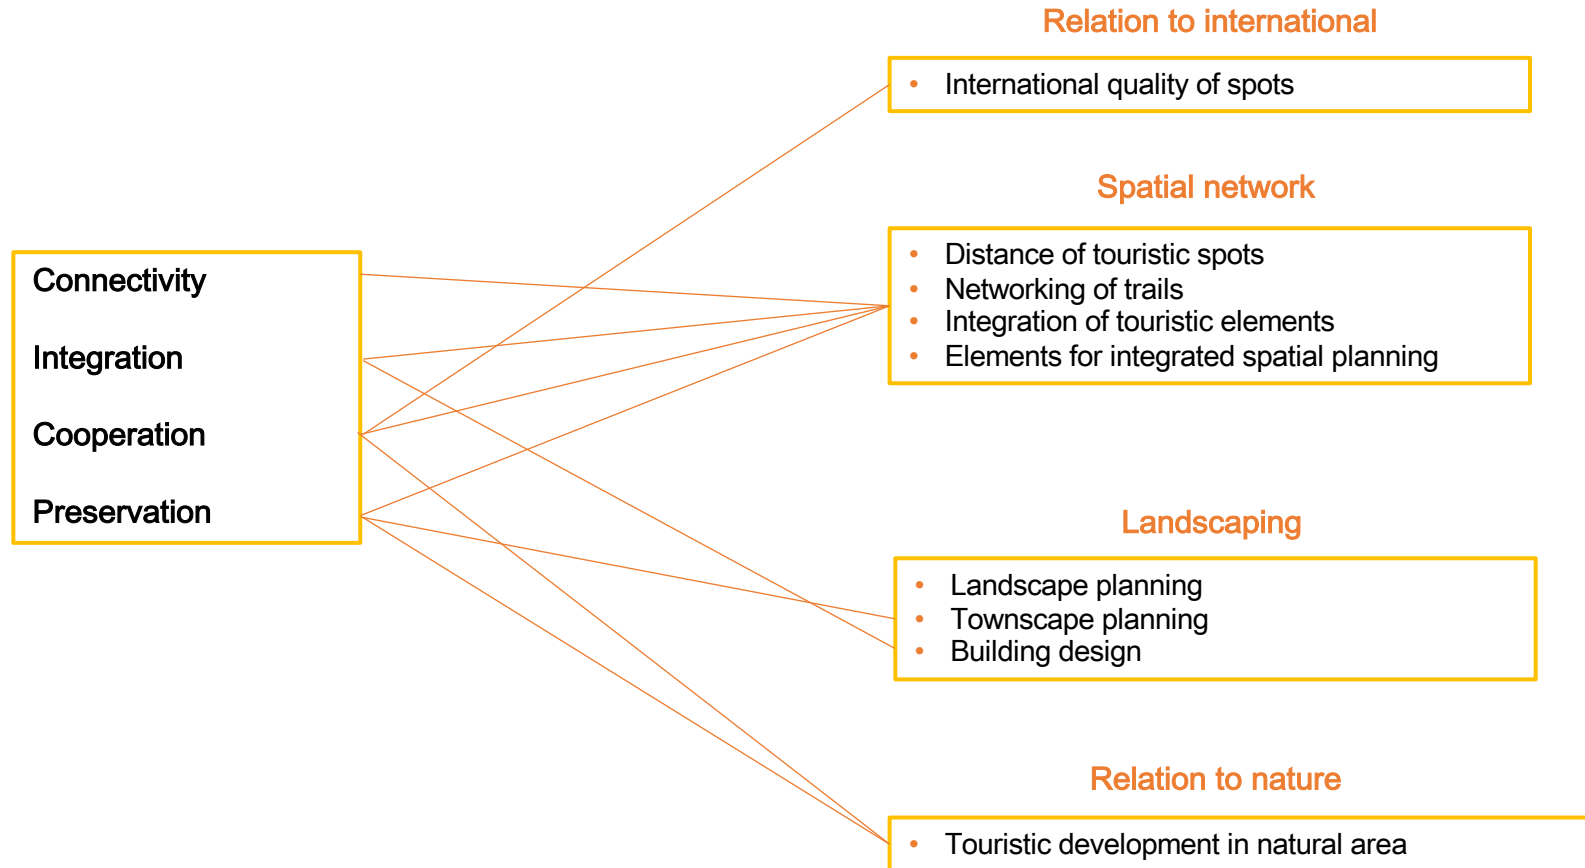 Relation to international
• International quality of spots
Spatial network
• Distance of touristic spots
• Networking of trails
• Integration of touristic elements
• Elements for integrated spatial planning
Connectivity
Integration
Cooperation
Preservation
Landscaping
• Landscape planning
• Townscape planning
• Building design
Relation to nature
• Touristic development in natural area